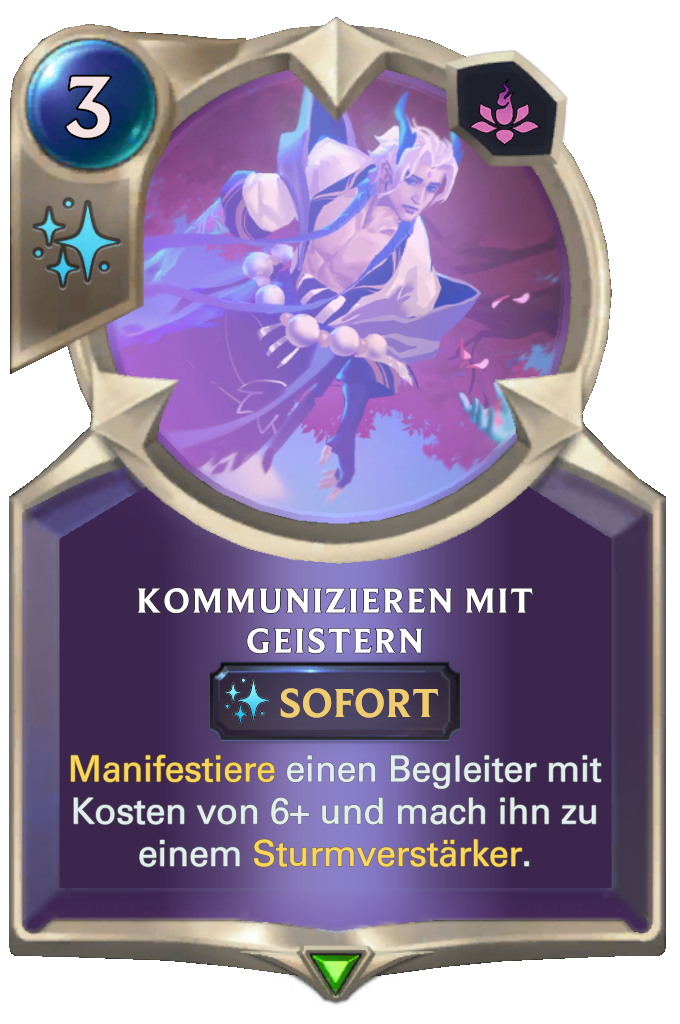 3
KOMMUNIZIEREN MIT
GEISTERN
SOFORT
Manifestiere einen Begleiter mit
Kosten von 6+ und mach ihn zu
einem Sturmverstärker.